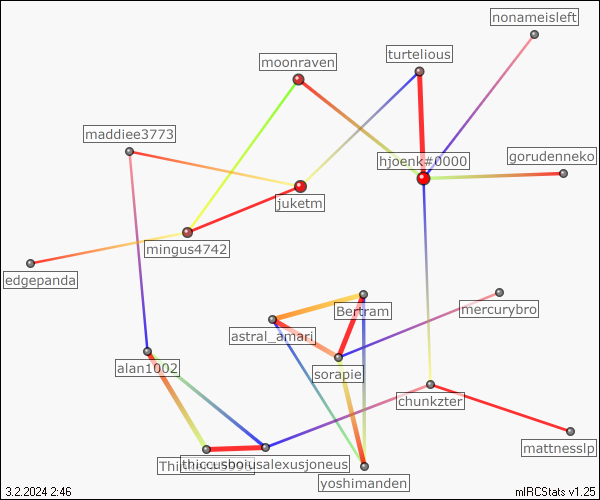 nonameisleft
turtelious
moonraven
maddiee3773
hjoenk#0000
gorudenneko
juketm
mingus4742
edgepanda
Bertram
mercurybro
astral_amari
alan1002
sorapie
chunkzter
mattnesslp
thiccusboiusalexusjoneus
yoshimanden
3.2.2024 2:46
mIRCStats v1.25